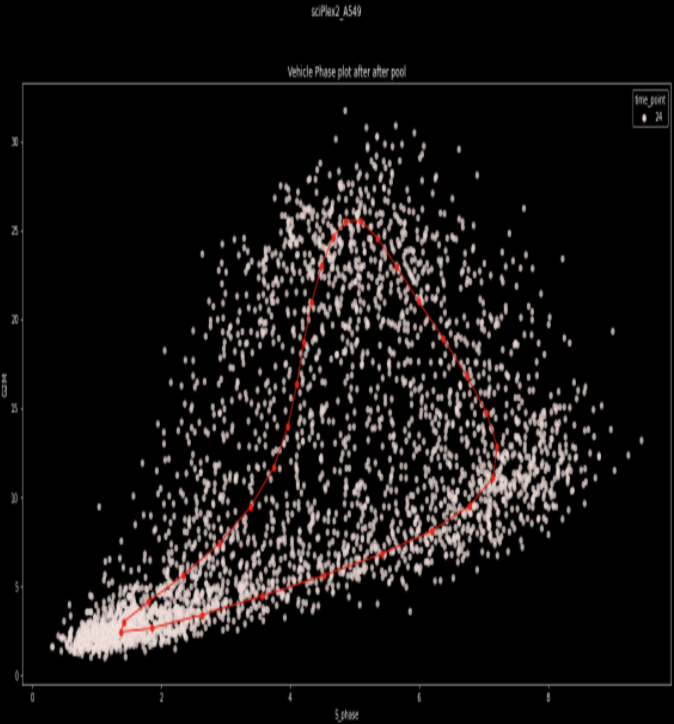 sciPlex2_A549
Vehicle Phase plot after after pool
time_point
24
30
25
20
15
10
5
0
G2M
0 2 4 6 8
S_phase